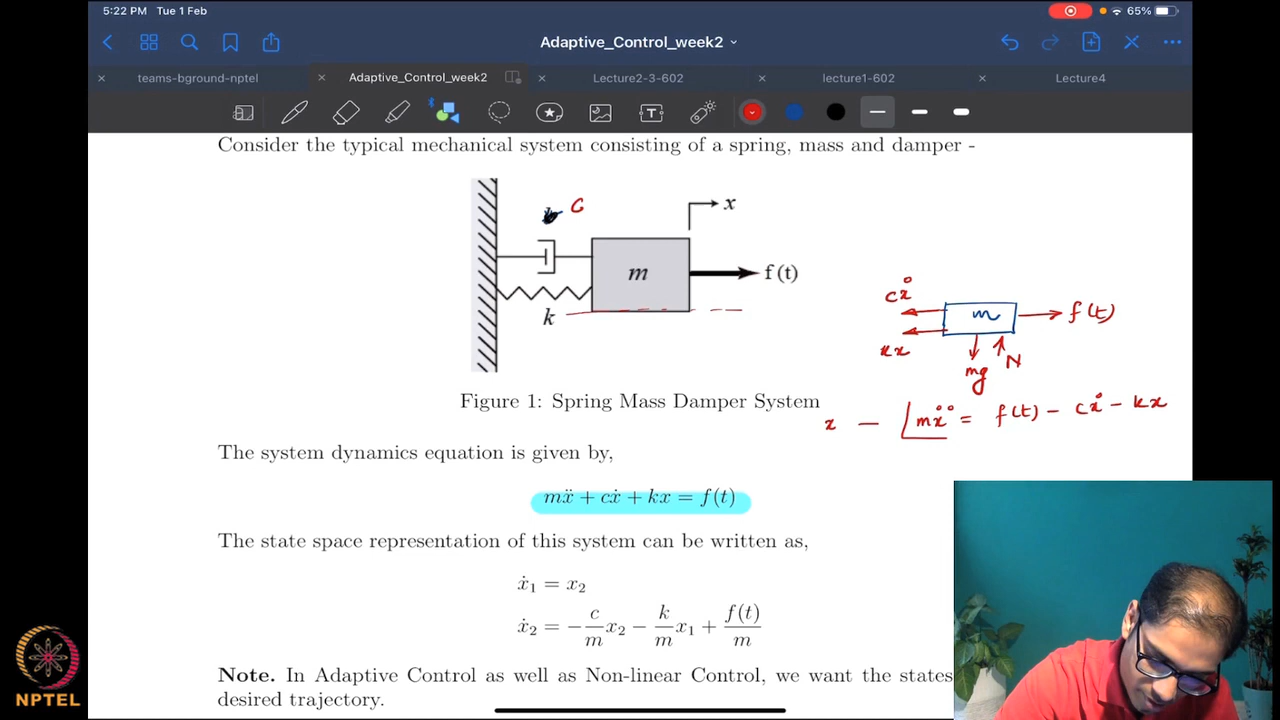 5:22 PM Tue 1 Feb
65%
Adaptive_Control_week2
teams-bground-nptel
Adaptive_Control_week2
Lecture2-3-602
lecture1-602
Lecture4
Consider the typical mechanical system consisting of a spring, mass and damper -
C
x
m
f(t)
k
cẋ
m
f(t)
kx
mg
N
Figure 1: Spring Mass Damper System
x — mẍ = f(t) - cẋ - kx
The system dynamics equation is given by,
mẍ + cẋ + kx = f(t)
The state space representation of this system can be written as,
ẋ₁ = x₂
ẋ₂ = -c/m x₂ - k/m x₁ + f(t)/m
Note. In Adaptive Control as well as Non-linear Control, we want the states
desired trajectory.
NPTEL